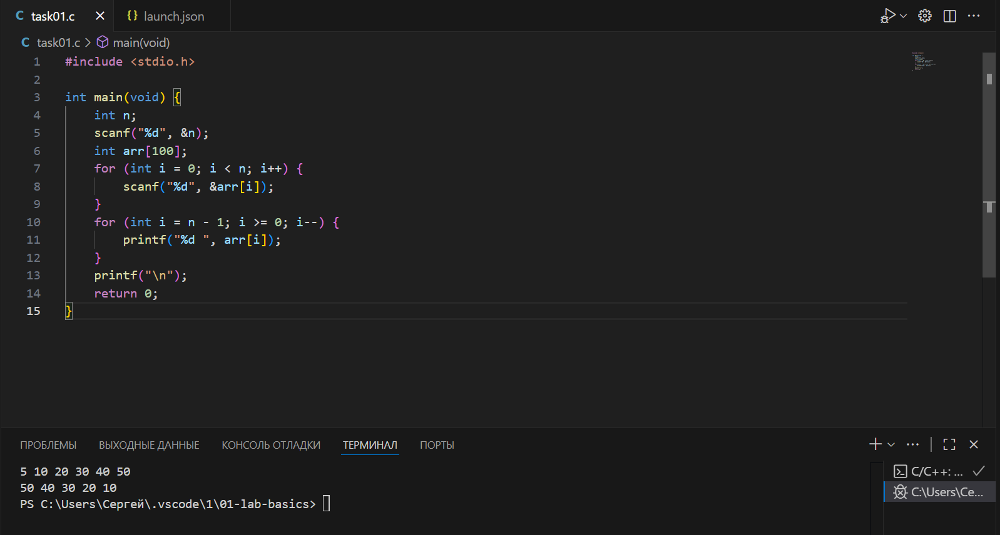 C task01.c × {} launch.json
C task01.c > main(void)
1 #include <stdio.h>
2
3 int main(void) {
4     int n;
5     scanf("%d", &n);
6     int arr[100];
7     for (int i = 0; i < n; i++) {
8         scanf("%d", &arr[i]);
9     }
10     for (int i = n - 1; i >= 0; i--) {
11         printf("%d ", arr[i]);
12     }
13     printf("\n");
14     return 0;
15 }
ПРОБЛЕМЫ ВЫХОДНЫЕ ДАННЫЕ КОНСОЛЬ ОТЛАДКИ ТЕРМИНАЛ ПОРТЫ
5 10 20 30 40 50
50 40 30 20 10
PS C:\Users\Сергей\.vscode\1\01-lab-basics>
C/C++: ...
C:\Users\Се...